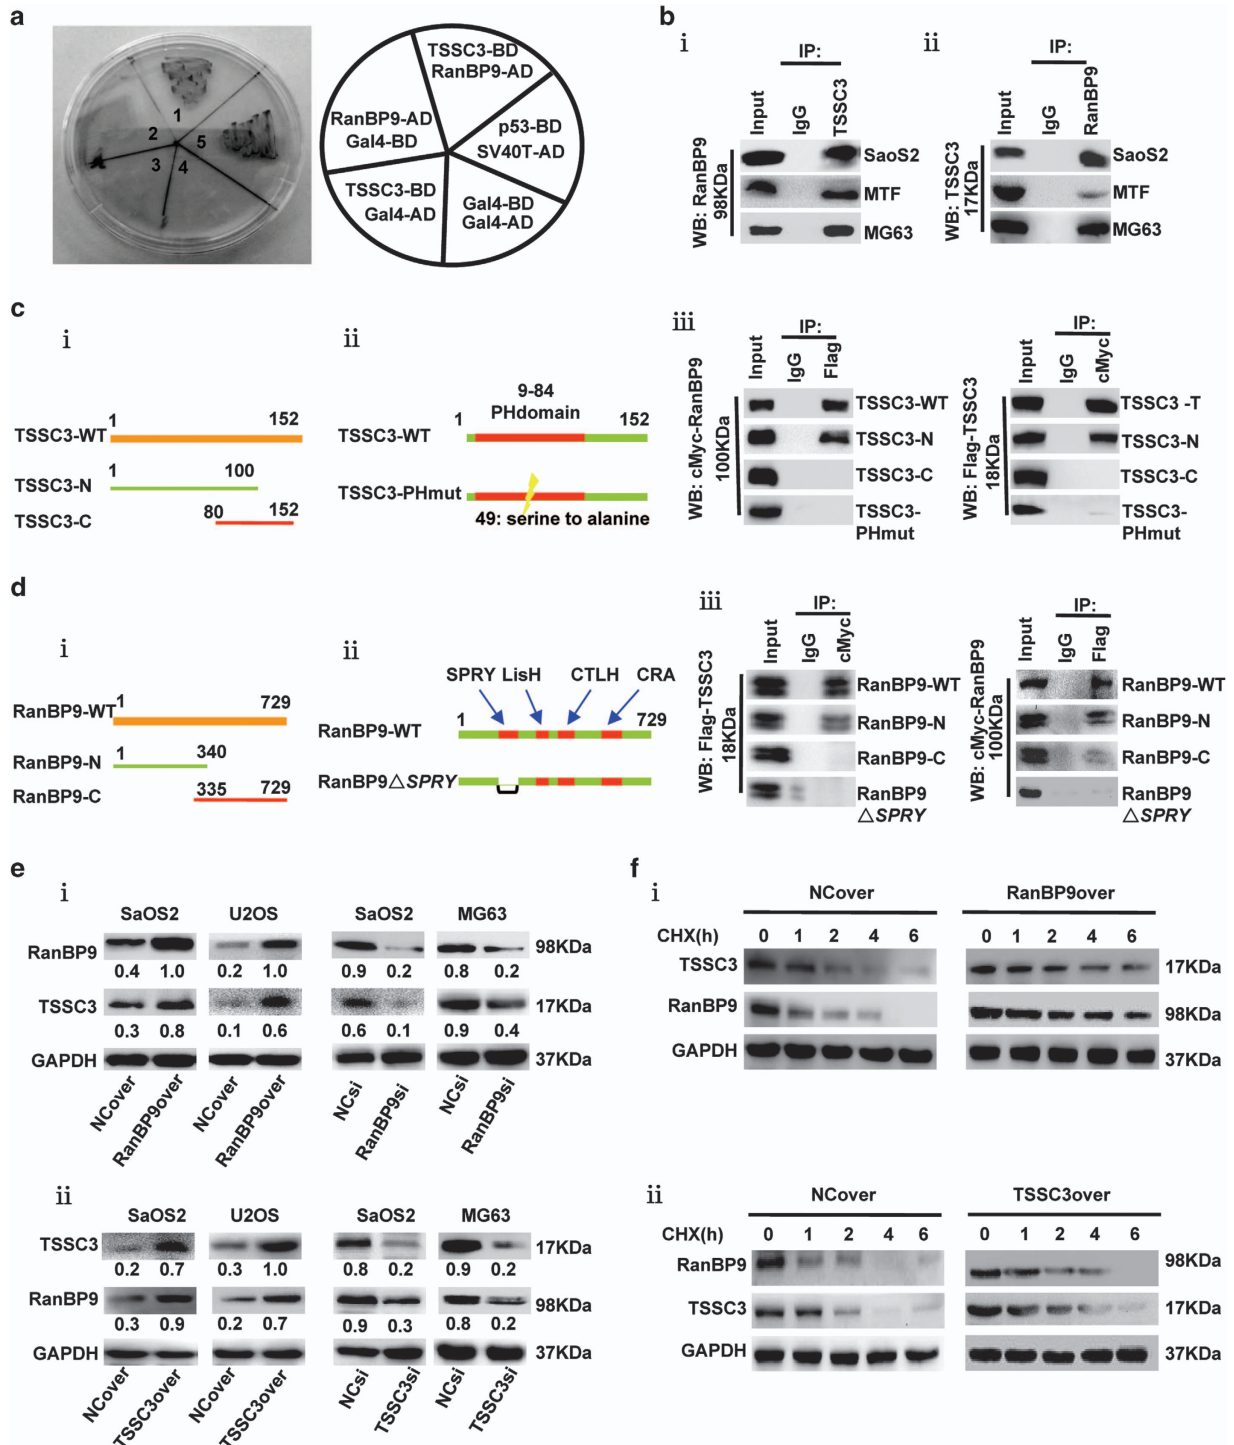 a
1
2
5
3
4
TSSC3-BD
RanBP9-AD
RanBP9-AD
Gal4-BD
p53-BD
SV40T-AD
TSSC3-BD
Gal4-AD
Gal4-BD
Gal4-AD
b
i
IP:
Input
IgG
TSSC3
WB: RanBP9
98KDa
SaoS2
MTF
MG63
ii
IP:
Input
IgG
RanBP9
WB: TSSC3
17KDa
SaoS2
MTF
MG63
c
i
1 152
TSSC3-WT
1 100
TSSC3-N
80 152
TSSC3-C
ii
9-84
PHdomain
1 152
TSSC3-WT
TSSC3-PHmut
49: serine to alanine
iii
IP:
Input
IgG
Flag
WB: cMyc-RanBP9
100KDa
TSSC3-WT
TSSC3-N
TSSC3-C
TSSC3-
PHmut
IP:
Input
IgG
cMyc
WB: Flag-TSSC3
18KDa
TSSC3 -T
TSSC3-N
TSSC3-C
TSSC3-
PHmut
d
i
1 729
RanBP9-WT
1 340
RanBP9-N
335 729
RanBP9-C
ii
SPRY LisH CTLH CRA
1 729
RanBP9-WT
RanBP9△SPRY
iii
IP:
Input
IgG
cMyc
WB: Flag-TSSC3
18KDa
RanBP9-WT
RanBP9-N
RanBP9-C
RanBP9
△SPRY
IP:
Input
IgG
Flag
WB: cMyc-RanBP9
100KDa
RanBP9-WT
RanBP9-N
RanBP9-C
RanBP9
△SPRY
e
i
SaOS2 U2OS SaOS2 MG63
RanBP9 98KDa
0.4 1.0 0.2 1.0 0.9 0.2 0.8 0.2
TSSC3 17KDa
0.3 0.8 0.1 0.6 0.6 0.1 0.9 0.4
GAPDH 37KDa
NCover RanBP9over NCover RanBP9over NCsi RanBP9si NCsi RanBP9si
ii
SaOS2 U2OS SaOS2 MG63
TSSC3 17KDa
0.2 0.7 0.3 1.0 0.8 0.2 0.9 0.2
RanBP9 98KDa
0.3 0.9 0.2 0.7 0.9 0.3 0.8 0.2
GAPDH 37KDa
NCover TSSC3over NCover TSSC3over NCsi TSSC3si NCsi TSSC3si
f
i
NCover RanBP9over
CHX(h) 0 1 2 4 6 0 1 2 4 6
TSSC3 17KDa
RanBP9 98KDa
GAPDH 37KDa
ii
NCover TSSC3over
CHX(h) 0 1 2 4 6 0 1 2 4 6
RanBP9 98KDa
TSSC3 17KDa
GAPDH 37KDa